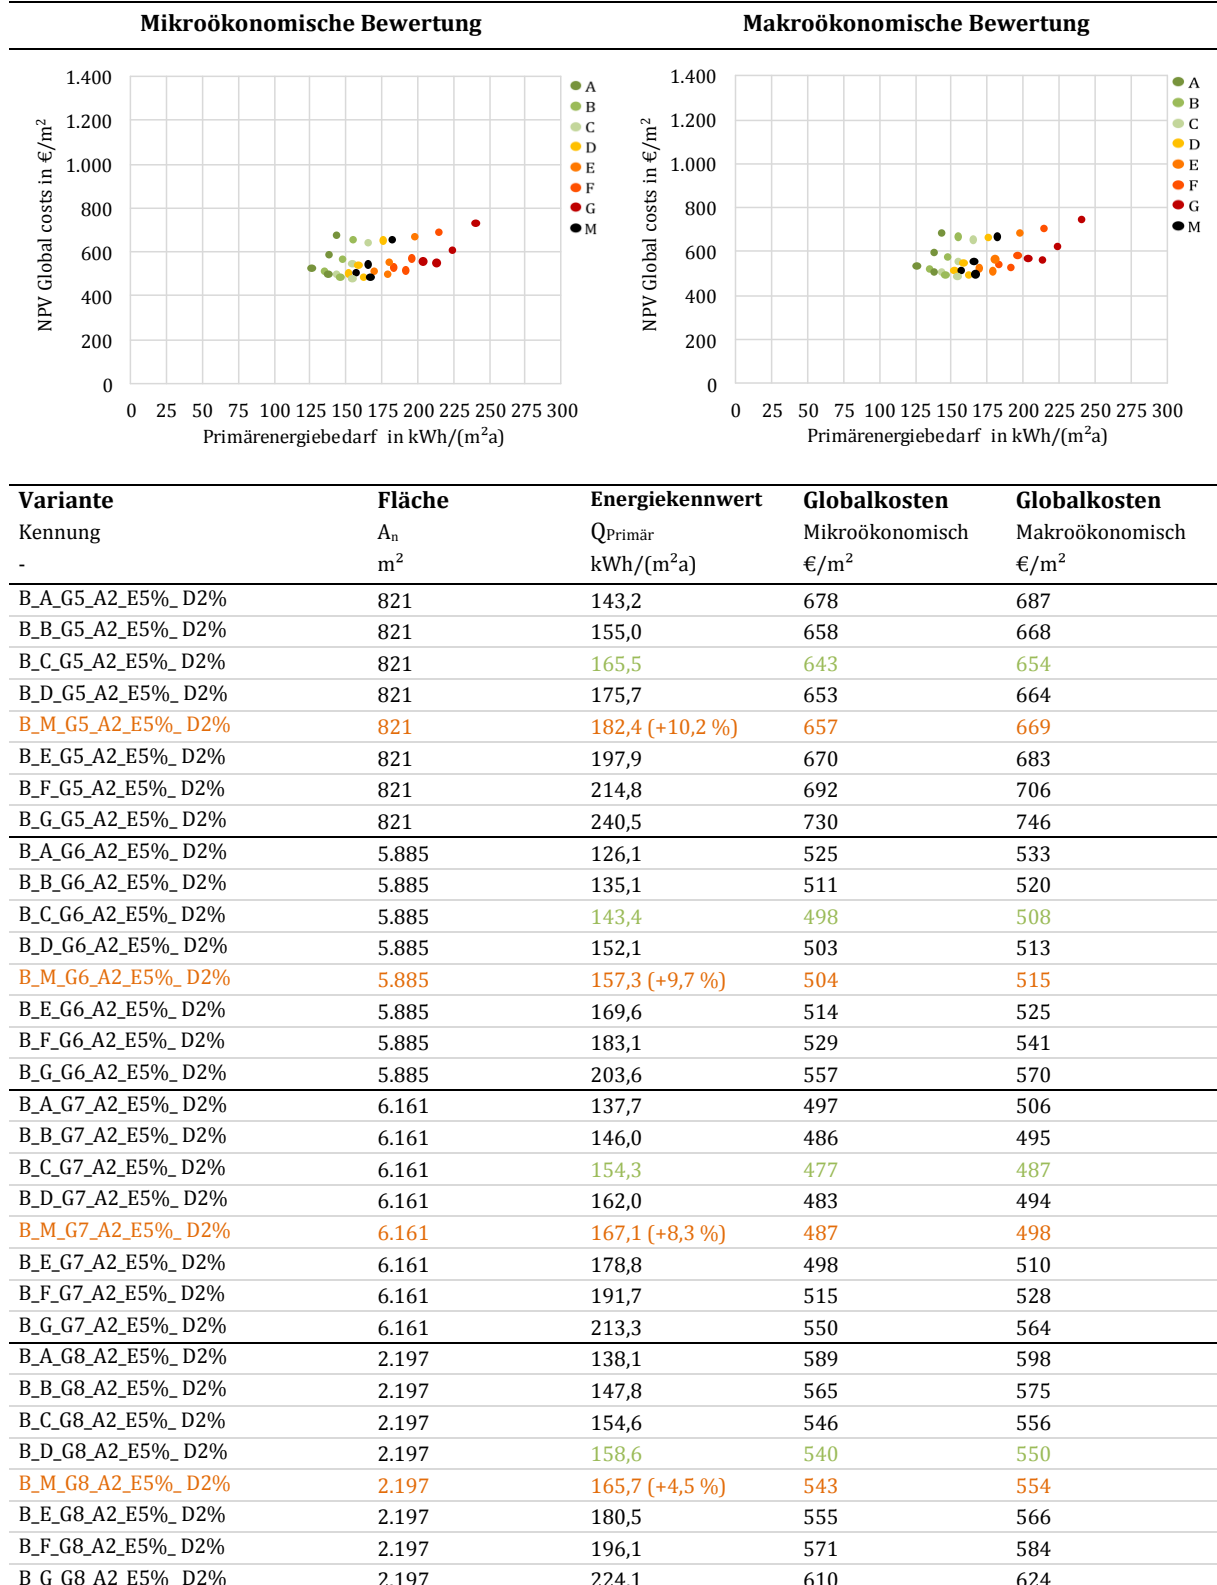 Mikroökonomische Bewertung Makroökonomische Bewertung
NPV Global costs in €/m²
1.400
1.200
1.000
800
600
400
200
0
0 25 50 75 100 125 150 175 200 225 250 275 300
Primärenergiebedarf in kWh/(m²a)
A
B
C
D
E
F
G
M
NPV Global costs in €/m²
1.400
1.200
1.000
800
600
400
200
0
0 25 50 75 100 125 150 175 200 225 250 275 300
Primärenergiebedarf in kWh/(m²a)
A
B
C
D
E
F
G
M
Variante Fläche Energiekennwert Globalkosten Globalkosten
Kennung Aₙ QPrimär Mikroökonomisch Makroökonomisch
- m² kWh/(m²a) €/m² €/m²
B_A_G5_A2_E5%_ D2% 821 143,2 678 687
B_B_G5_A2_E5%_ D2% 821 155,0 658 668
B_C_G5_A2_E5%_ D2% 821 165,5 643 654
B_D_G5_A2_E5%_ D2% 821 175,7 653 664
B_M_G5_A2_E5%_ D2% 821 182,4 (+10,2 %) 657 669
B_E_G5_A2_E5%_ D2% 821 197,9 670 683
B_F_G5_A2_E5%_ D2% 821 214,8 692 706
B_G_G5_A2_E5%_ D2% 821 240,5 730 746
B_A_G6_A2_E5%_ D2% 5.885 126,1 525 533
B_B_G6_A2_E5%_ D2% 5.885 135,1 511 520
B_C_G6_A2_E5%_ D2% 5.885 143,4 498 508
B_D_G6_A2_E5%_ D2% 5.885 152,1 503 513
B_M_G6_A2_E5%_ D2% 5.885 157,3 (+9,7 %) 504 515
B_E_G6_A2_E5%_ D2% 5.885 169,6 514 525
B_F_G6_A2_E5%_ D2% 5.885 183,1 529 541
B_G_G6_A2_E5%_ D2% 5.885 203,6 557 570
B_A_G7_A2_E5%_ D2% 6.161 137,7 497 506
B_B_G7_A2_E5%_ D2% 6.161 146,0 486 495
B_C_G7_A2_E5%_ D2% 6.161 154,3 477 487
B_D_G7_A2_E5%_ D2% 6.161 162,0 483 494
B_M_G7_A2_E5%_ D2% 6.161 167,1 (+8,3 %) 487 498
B_E_G7_A2_E5%_ D2% 6.161 178,8 498 510
B_F_G7_A2_E5%_ D2% 6.161 191,7 515 528
B_G_G7_A2_E5%_ D2% 6.161 213,3 550 564
B_A_G8_A2_E5%_ D2% 2.197 138,1 589 598
B_B_G8_A2_E5%_ D2% 2.197 147,8 565 575
B_C_G8_A2_E5%_ D2% 2.197 154,6 546 556
B_D_G8_A2_E5%_ D2% 2.197 158,6 540 550
B_M_G8_A2_E5%_ D2% 2.197 165,7 (+4,5 %) 543 554
B_E_G8_A2_E5%_ D2% 2.197 180,5 555 566
B_F_G8_A2_E5%_ D2% 2.197 196,1 571 584
B_G_G8_A2_E5%_ D2% 2.197 224,1 610 624